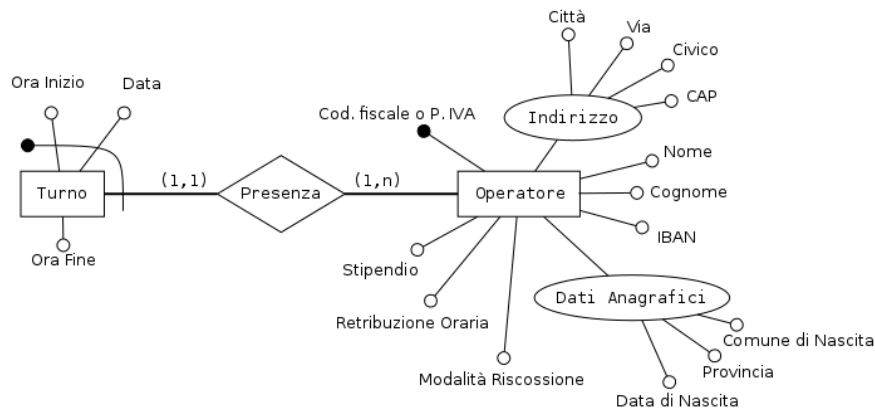 Città
Via
Civico
CAP
Indirizzo
Ora Inizio
Data
Cod. fiscale o P. IVA
Nome
Cognome
IBAN
Turno
(1,1)
Presenza
(1,n)
Operatore
Ora Fine
Stipendio
Retribuzione Oraria
Modalità Riscossione
Dati Anagrafici
Comune di Nascita
Provincia
Data di Nascita